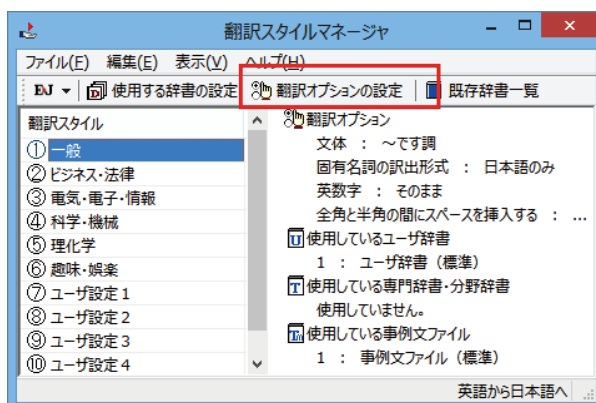 翻訳スタイルマネージャ
ファイル(F) 編集(E) 表示(V) ヘルプ(H)
EJ 使用する辞書の設定 翻訳オプションの設定 既存辞書一覧
翻訳スタイル
① 一般
② ビジネス・法律
③ 電気・電子・情報
④ 科学・機械
⑤ 理化学
⑥ 趣味・娯楽
⑦ ユーザ設定 1
⑧ ユーザ設定 2
⑨ ユーザ設定 3
⑩ ユーザ設定 4
翻訳オプション
文体 : ～です調
固有名詞の訳出形式 : 日本語のみ
英数字 : そのまま
全角と半角の間にスペースを挿入する : ...
使用しているユーザ辞書
1 : ユーザ辞書 (標準)
使用している専門辞書・分野辞書
使用していません。
使用している事例文ファイル
1 : 事例文ファイル (標準)
英語から日本語へ